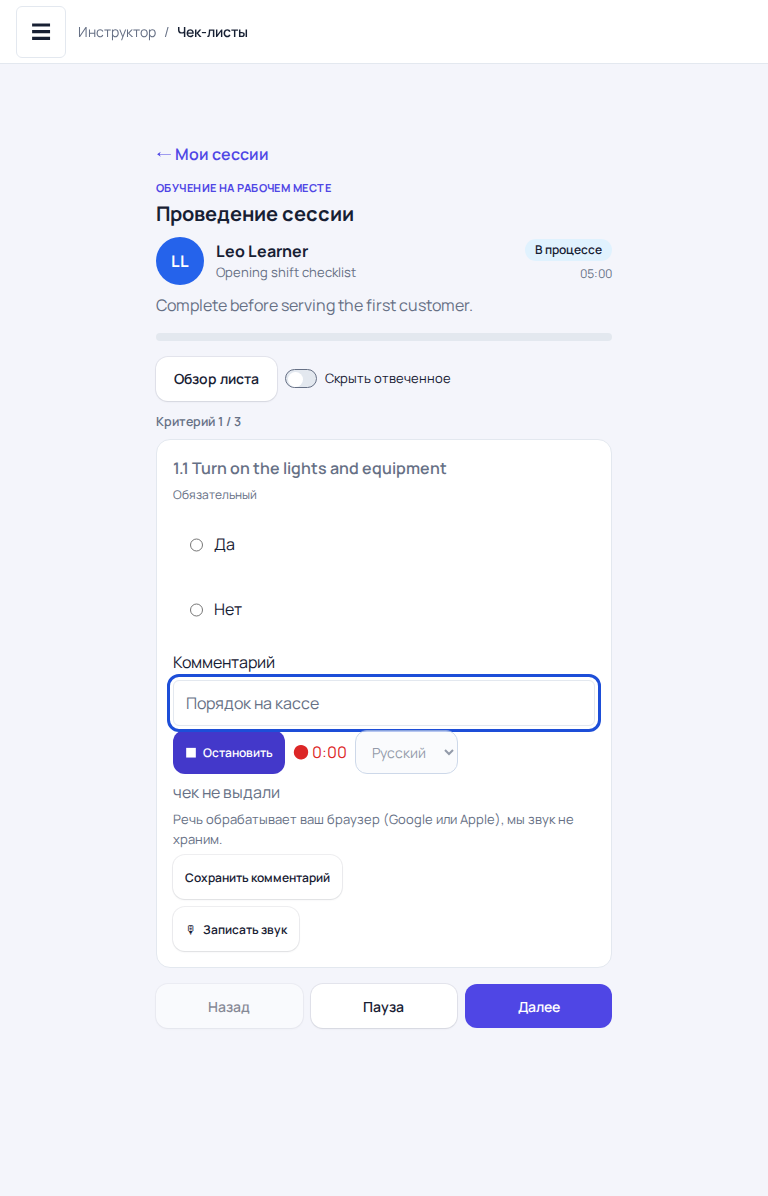 ☰ Инструктор / Чек-листы
← Мои сессии
ОБУЧЕНИЕ НА РАБОЧЕМ МЕСТЕ
Проведение сессии
LL
Leo Learner
Opening shift checklist
В процессе
05:00
Complete before serving the first customer.
Обзор листа
Скрыть отвеченное
Критерий 1 / 3
1.1 Turn on the lights and equipment
Обязательный
Да
Нет
Комментарий
Порядок на кассе
Остановить 0:00 Русский
чек не выдали
Речь обрабатывает ваш браузер (Google или Apple), мы звук не
храним.
Сохранить комментарий
🎙 Записать звук
Назад Пауза Далее